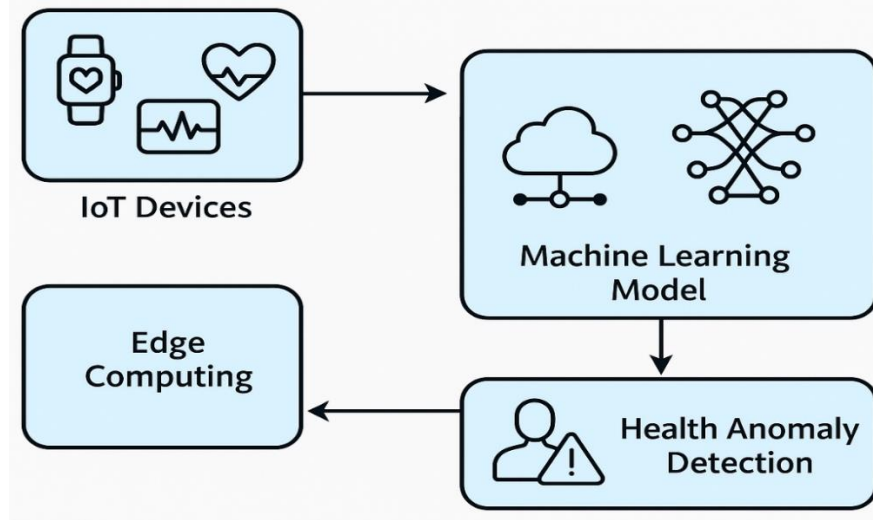 IoT Devices
Machine Learning
Model
Edge
Computing
Health Anomaly
Detection